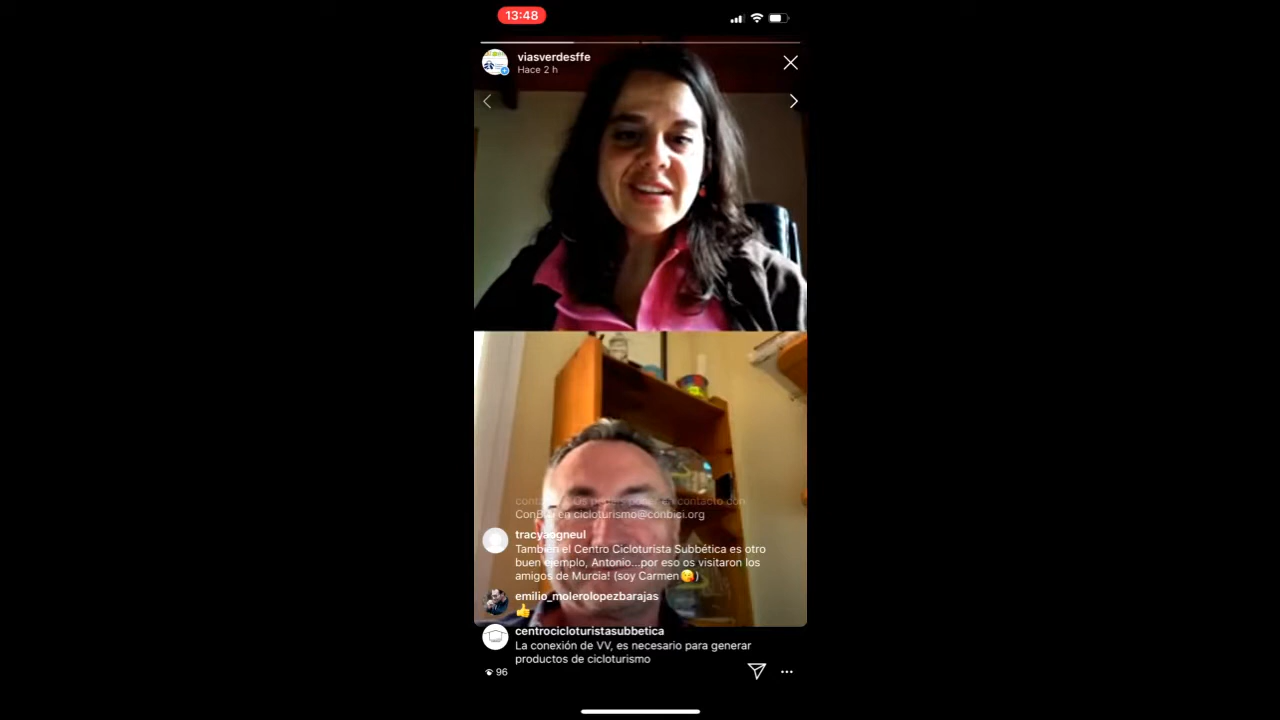 13:48
viasverdesffe
Hace 2 h
contacto con
ConBici en cicloturismo@conbici.org
tracyaogneul
También el Centro Cicloturista Subbética es otro
buen ejemplo, Antonio...por eso os visitaron los
amigos de Murcia! (soy Carmen😋)
emilio_molerolopezbarajas
👍
centrocicloturistasubbetica
La conexión de VV, es necesario para generar
productos de cicloturismo
96